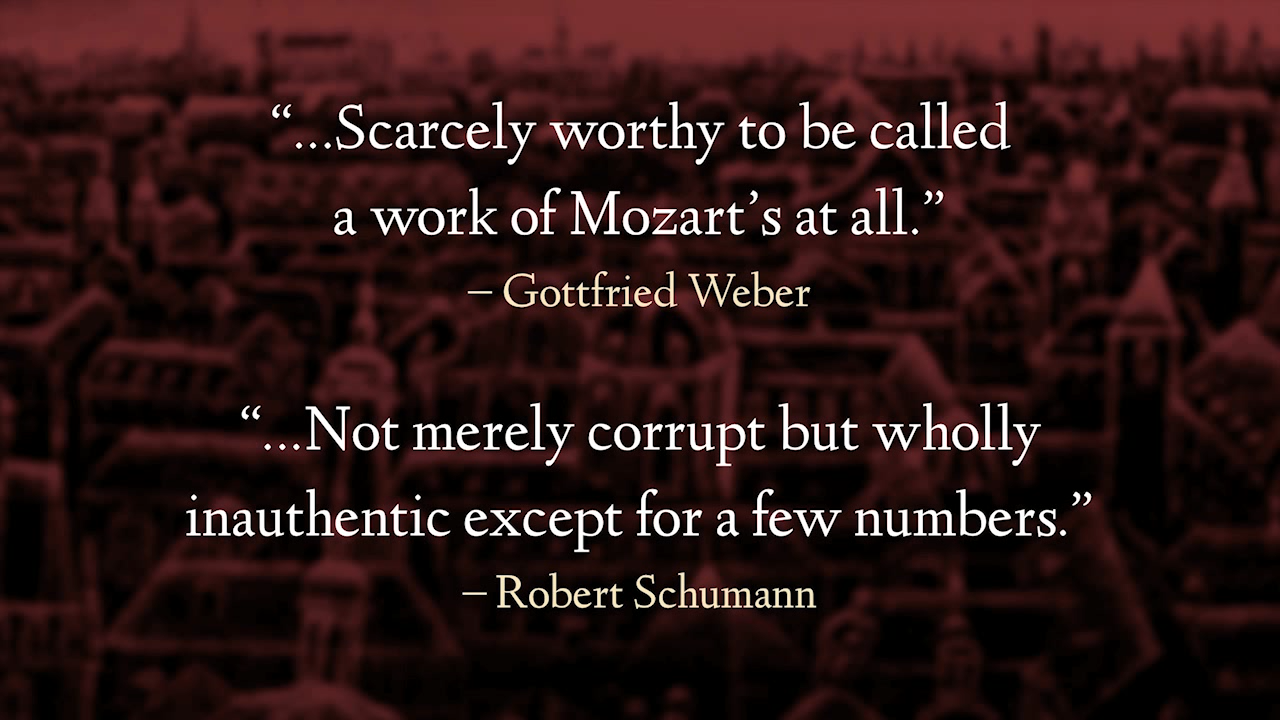 “...Scarcely worthy to be called
a work of Mozart’s at all.”
– Gottfried Weber
“...Not merely corrupt but wholly
inauthentic except for a few numbers.”
– Robert Schumann